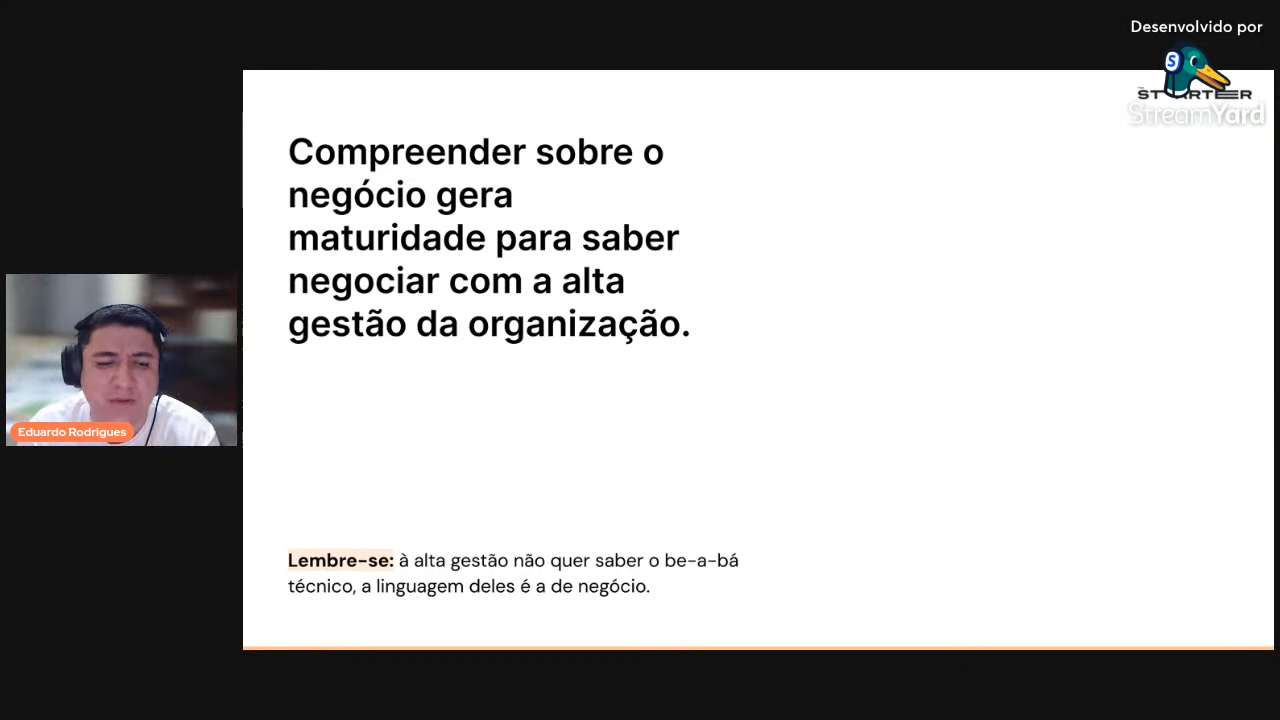 Desenvolvido por
StreamYard
Compreender sobre o
negócio gera
maturidade para saber
negociar com a alta
gestão da organização.
Eduardo Rodrigues
Lembre-se: à alta gestão não quer saber o be-a-bá
técnico, a linguagem deles é a de negócio.